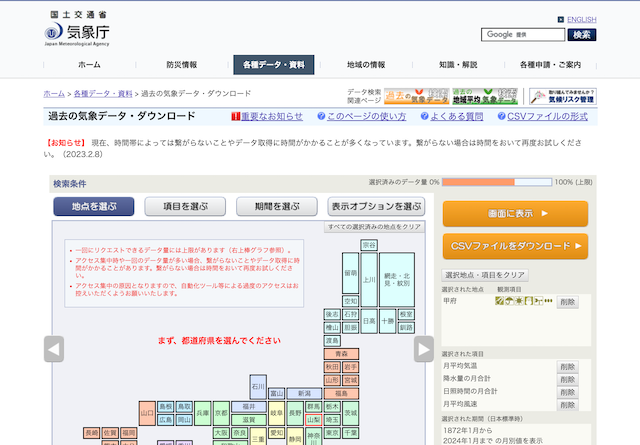 国土交通省
気象庁
Japan Meteorological Agency
ENGLISH
Google 提供
検索
ホーム
防災情報
各種データ・資料
地域の情報
知識・解説
各種申請・ご案内
ホーム > 各種データ・資料 > 過去の気象データ・ダウンロード
データ検索
関連ページ
過去の気象データ
過去の地域平均気象データ
取り組んでみませんか?
気候リスク管理
過去の気象データ・ダウンロード
重要なお知らせ
このページの使い方
よくある質問
CSVファイルの形式
【お知らせ】 現在、時間帯によっては繋がらないことやデータ取得に時間がかることが多くなっています。繋がらない場合は時間をおいて再度お試しくださ
い。（2023.2.8）
検索条件
選択済みのデータ量 0%
100% (上限)
地点を選ぶ
項目を選ぶ
期間を選ぶ
表示オプションを選ぶ
すべての選択済みの地点をクリア
・一回にリクエストできるデータ量には上限があります（右上棒グラフ参照）。
・アクセス集中時や一回のデータ量が多い場合、繋がらないことやデータ取得に時
間がかかることがあります。繋がらない場合は時間をおいて再度お試しくださ
い。
・アクセス集中の原因となりますので、自動化ツール等による過度のアクセスはお
控えいただくようお願いいたします。
まず、都道府県を選んでください
宗谷
留萌
上川
網走・北
見・紋別
空知
後志
石狩
日高
十勝
根室
檜山
胆振
釧路
渡島
青森
秋田
岩手
山形
宮城
石川
富山
新潟
福島
山口
島根
鳥取
兵庫
京都
福井
岐阜
長野
群馬
栃木
茨城
広島
岡山
滋賀
山梨
埼玉
長崎
佐賀
福岡
大阪
奈良
三重
愛知
静岡
神奈
川
東京
千葉
画面に表示
CSVファイルをダウンロード
選択地点・項目をクリア
選択された地点
観測項目
甲府
削除
選択された項目
月平均気温
削除
降水量の月合計
削除
日照時間の月合計
削除
月平均風速
削除
選択された期間（日本標準時）
1872年1月から
2024年1月まで の月別値を表示
削除